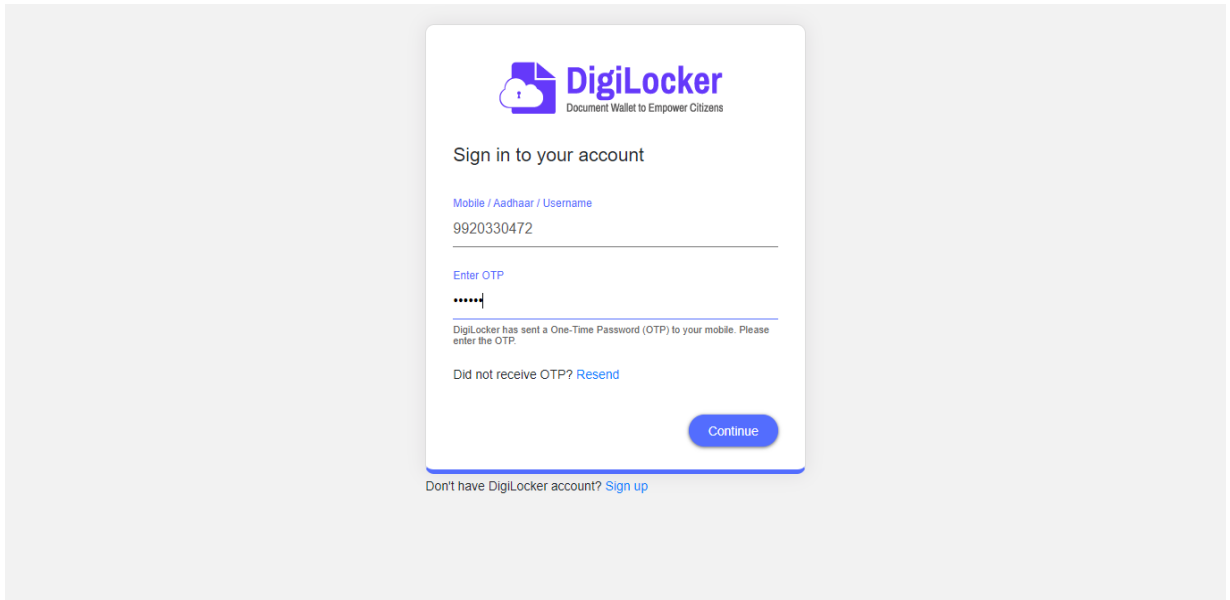 DigiLocker
Document Wallet to Empower Citizens
Sign in to your account
Mobile / Aadhaar / Username
9920330472
Enter OTP
••••••
DigiLocker has sent a One-Time Password (OTP) to your mobile. Please
enter the OTP.
Did not receive OTP? Resend
Continue
Don't have DigiLocker account? Sign up